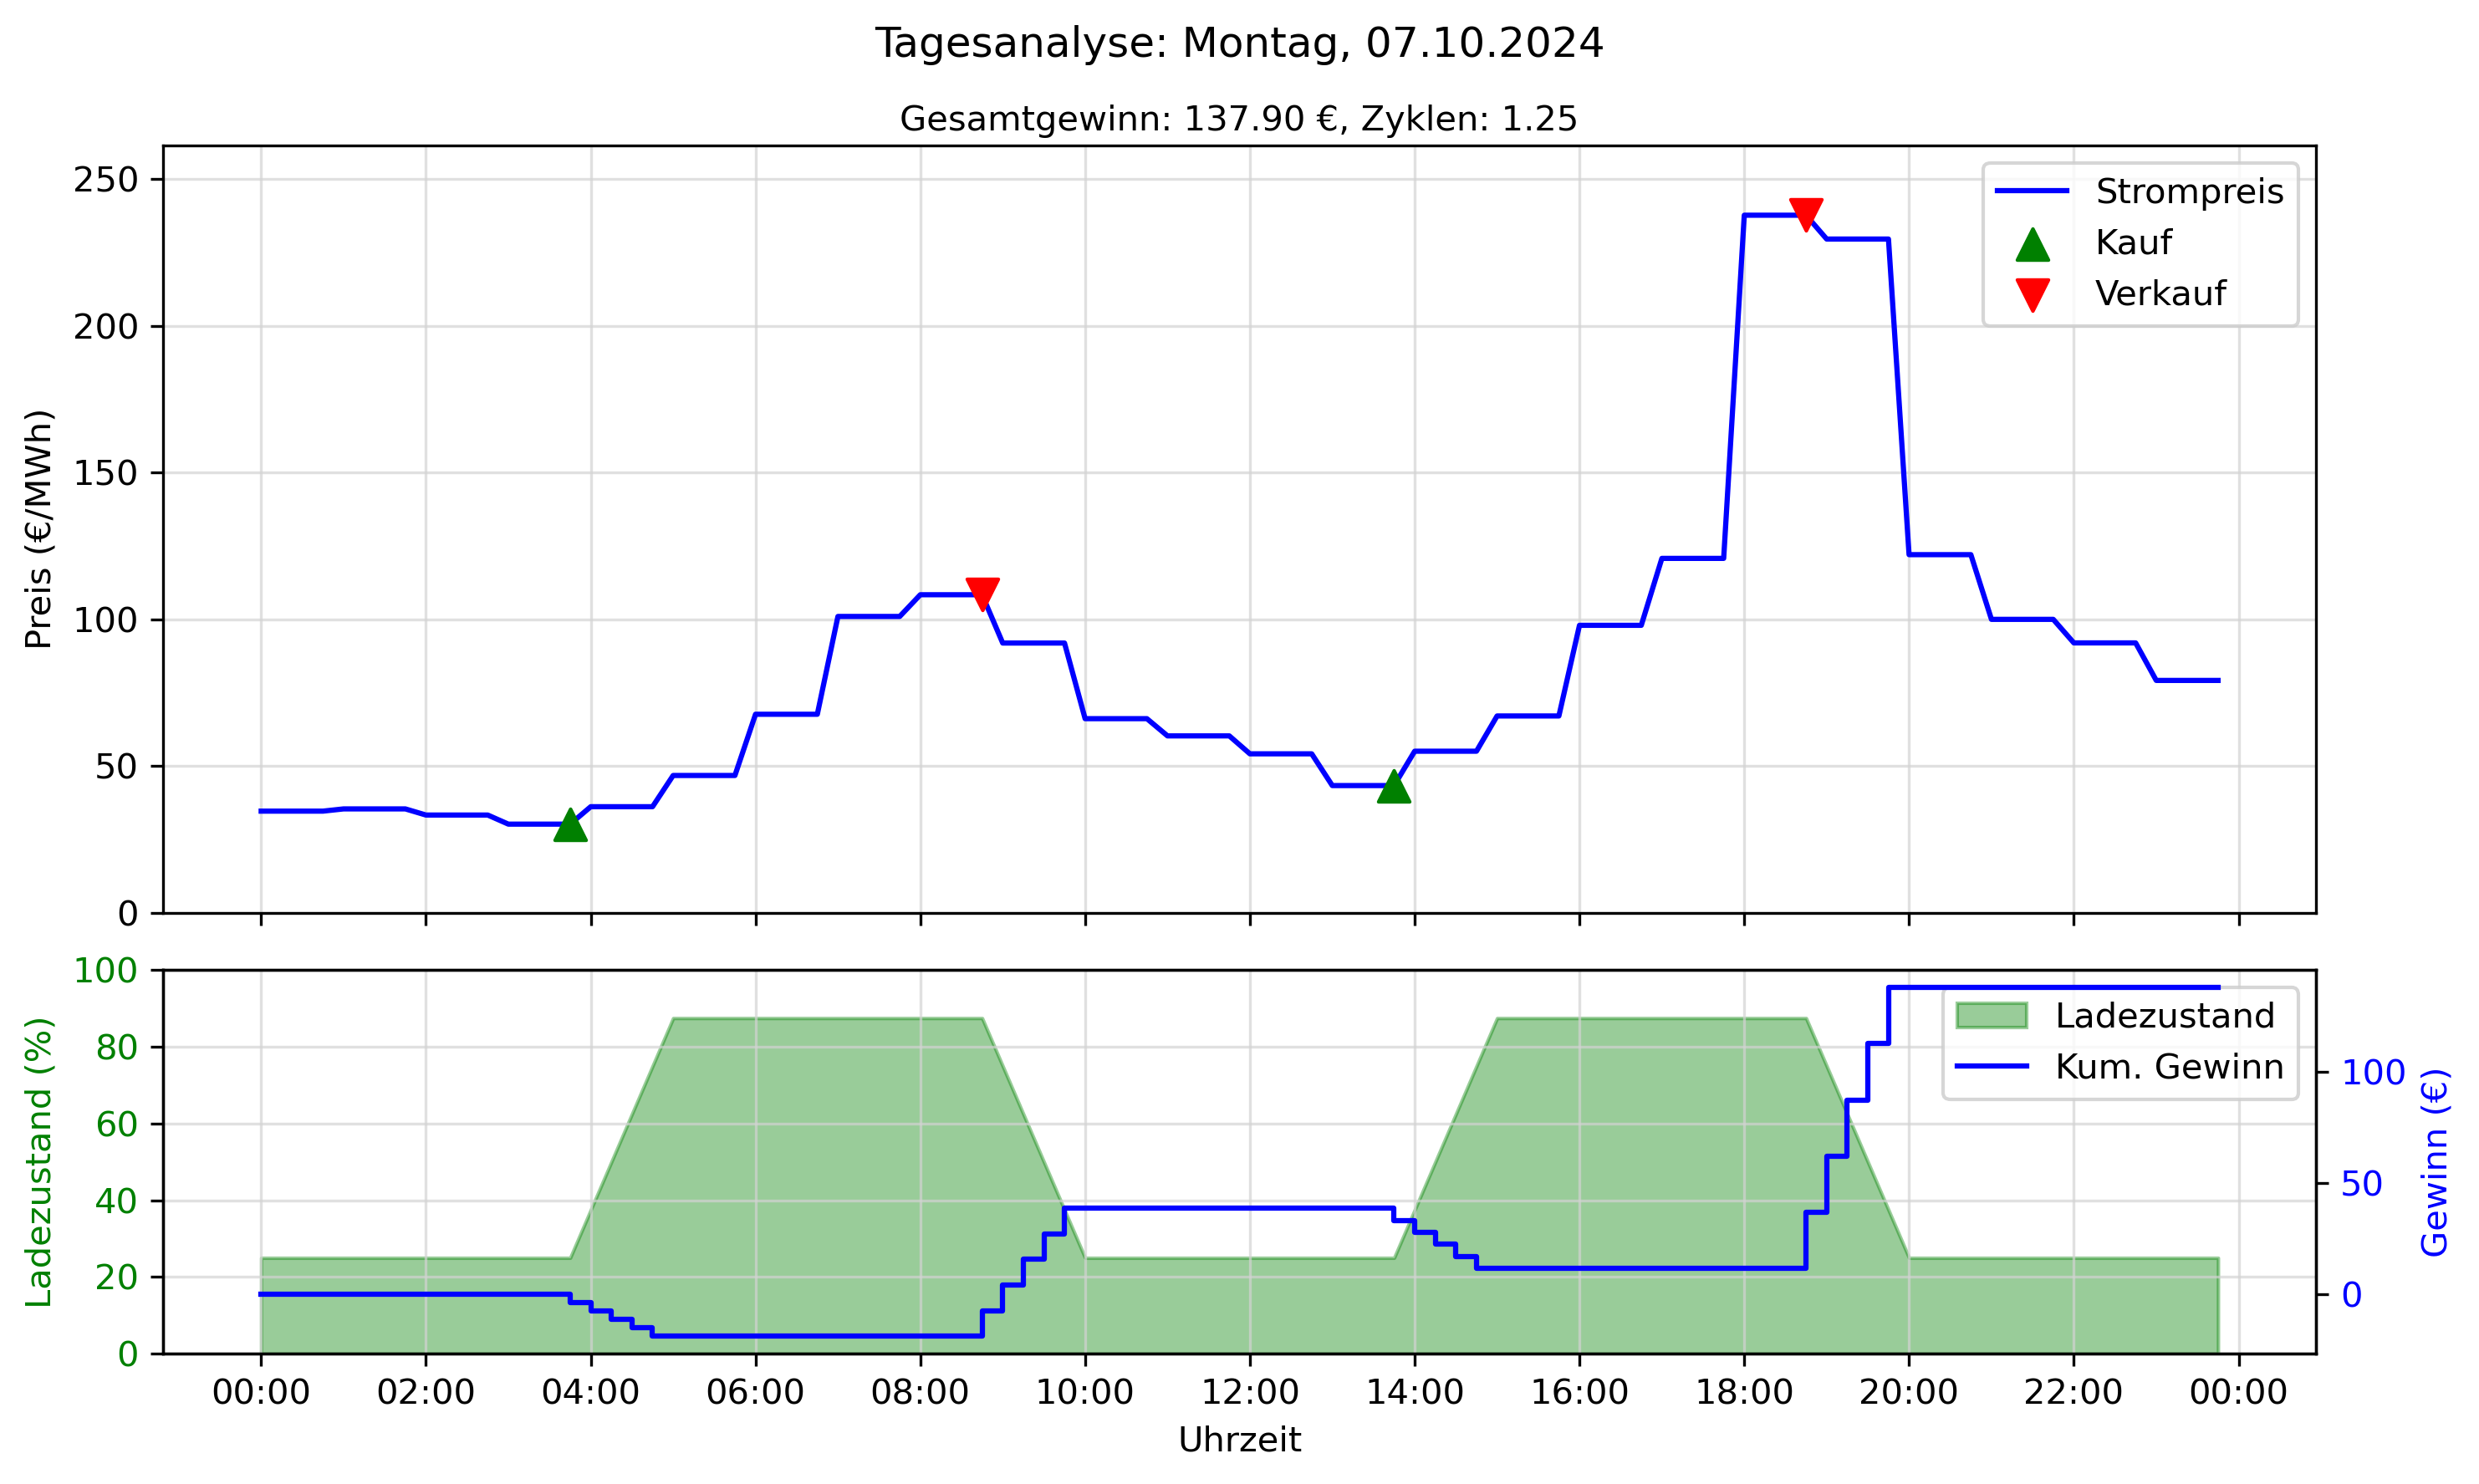 Tagesanalyse: Montag, 07.10.2024
Gesamtgewinn: 137.90 €, Zyklen: 1.25
Preis (€/MWh)
250
200
150
100
50
0
Strompreis
Kauf
Verkauf
Ladezustand (%)
100
80
60
40
20
0
Ladezustand
Kum. Gewinn
100
50
0
Gewinn (€)
00:00 02:00 04:00 06:00 08:00 10:00 12:00 14:00 16:00 18:00 20:00 22:00 00:00
Uhrzeit